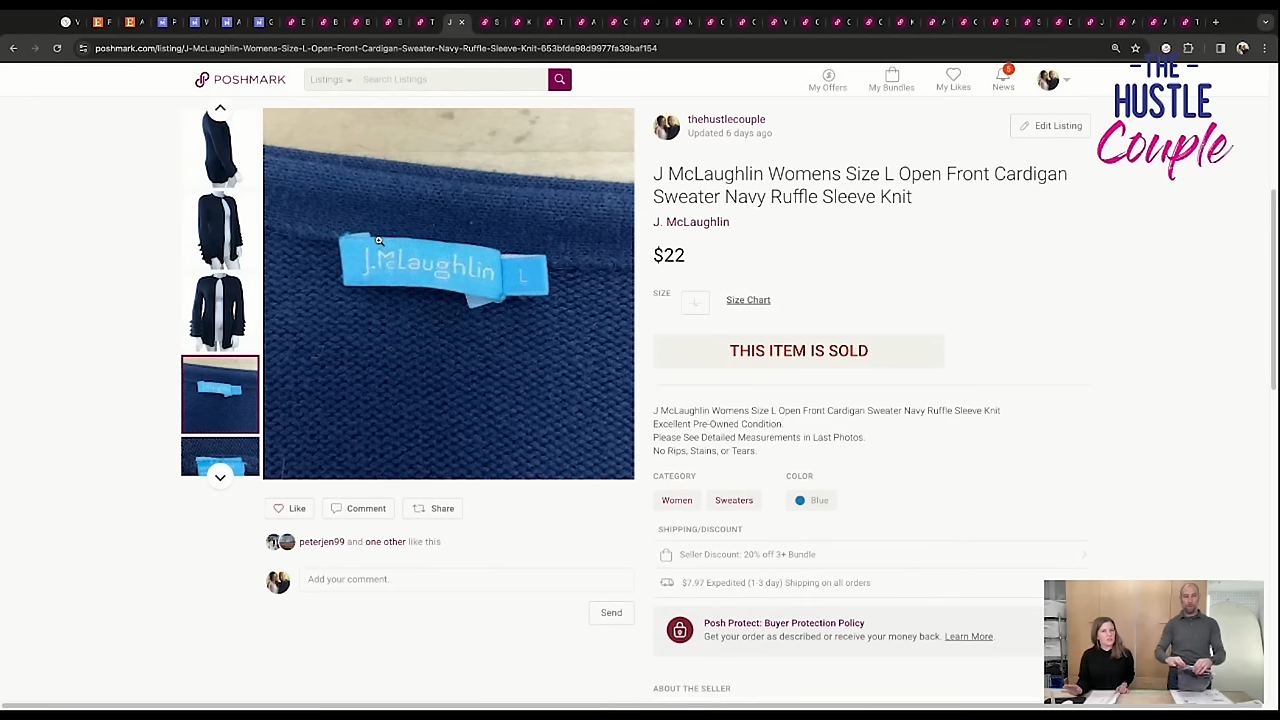 V
E
F
E
A
P
V
V
W
C
E
B
E
B
T
J
B
K
T
A
C
J
N
A
C
A
C
E
S
E
D
J
A
A
T
poshmark.com/listing/J-McLaughlin-Womens-Size-L-Open-Front-Cardigan-Sweater-Navy-Ruffle-Sleeve-Knit-653bfde98d9977fa39baf154
POSHMARK
Listings
Search Listings
My Offers
My Bundles
My Likes
5
News
-THE-
HUSTLE
Couple
thehustlecouple
Updated 6 days ago
Edit Listing
J McLaughlin Womens Size L Open Front Cardigan
Sweater Navy Ruffle Sleeve Knit
J. McLaughlin
$22
SIZE
L
Size Chart
THIS ITEM IS SOLD
J.McLaughlin
L
J McLaughlin Womens Size L Open Front Cardigan Sweater Navy Ruffle Sleeve Knit
Excellent Pre-Owned Condition.
Please See Detailed Measurements in Last Photos.
No Rips, Stains, or Tears.
CATEGORY
COLOR
Women
Sweaters
Blue
Like
Comment
Share
SHIPPING/DISCOUNT
peterjen99 and one other like this
Seller Discount: 20% off 3+ Bundle
Add your comment.
$7.97 Expedited (1-3 day) Shipping on all orders
Send
Posh Protect: Buyer Protection Policy
Get your order as described or receive your money back. Learn More.
ABOUT THE SELLER